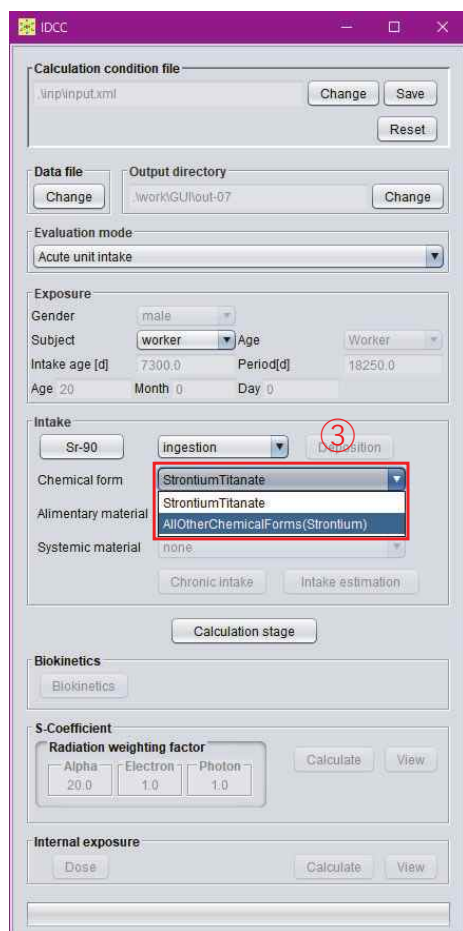 IDCC
Calculation condition file
.\inp\input.xml Change Save
Reset
Data file Output directory
Change .\work\GUI\out-07 Change
Evaluation mode
Acute unit intake
Exposure
Gender male
Subject worker Age Worker
Intake age [d] 7300.0 Period[d] 18250.0
Age 20 Month 0 Day 0
Intake
③
Sr-90 ingestion Deposition
Chemical form StrontiumTitanate
StrontiumTitanate
Alimentary material AllOtherChemicalForms(Strontium)
Systemic material none
Chronic intake Intake estimation
Calculation stage
Biokinetics
Biokinetics
S-Coefficient
Radiation weighting factor
Alpha Electron Photon Calculate View
20.0 1.0 1.0
Internal exposure
Dose Calculate View